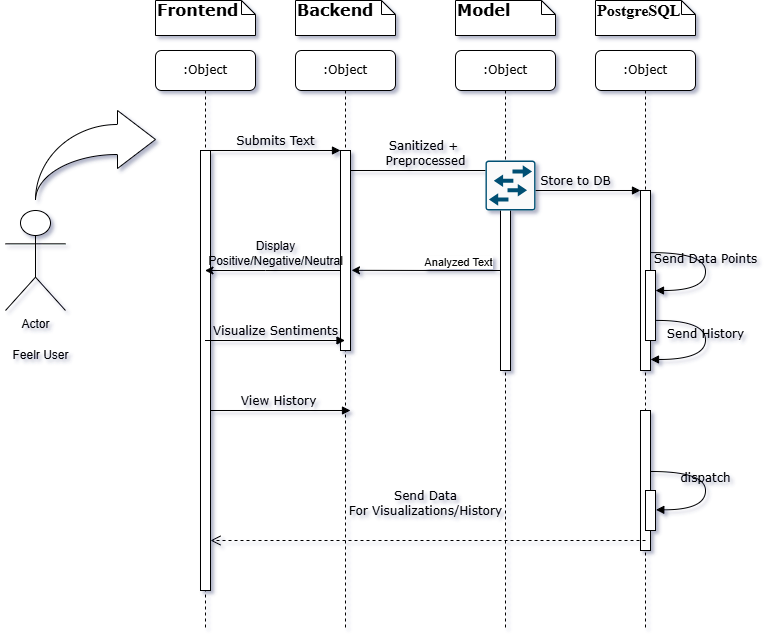 Frontend
Backend
Model
PostgreSQL
:Object
:Object
:Object
:Object
Submits Text
Sanitized +
Preprocessed
Store to DB
Display
Positive/Negative/Neutral
Analyzed Text
Send Data Points
Actor
Visualize Sentiments
Send History
Feelr User
View History
dispatch
Send Data
For Visualizations/History